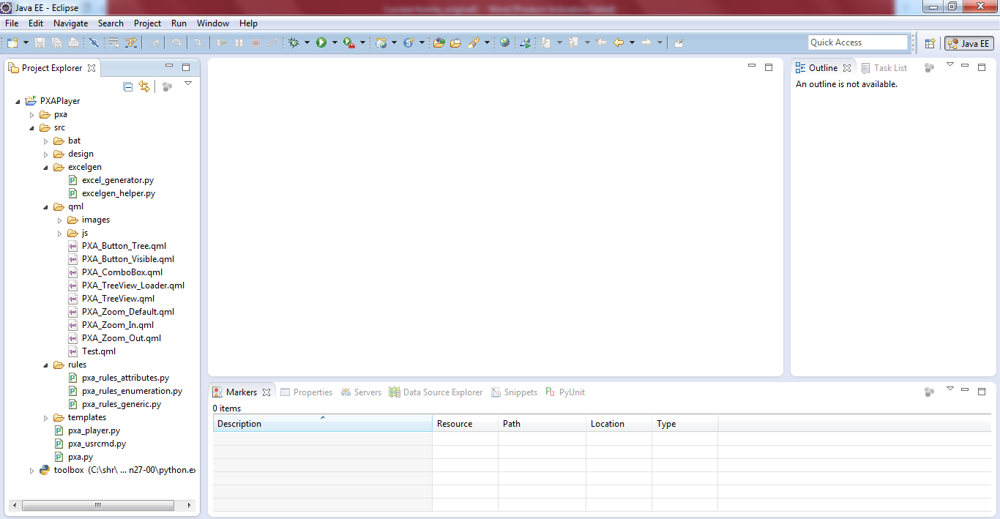 Java EE - Eclipse
File Edit Navigate Search Project Run Window Help
Quick Access
Java EE
Project Explorer
PXAPlayer
pxa
src
bat
design
excelgen
excel_generator.py
excelgen_helper.py
qml
images
js
PXA_Button_Tree.qml
PXA_Button_Visible.qml
PXA_ComboBox.qml
PXA_TreeView_Loader.qml
PXA_TreeView.qml
PXA_Zoom_Default.qml
PXA_Zoom_In.qml
PXA_Zoom_Out.qml
Test.qml
rules
pxa_rules_attributes.py
pxa_rules_enumeration.py
pxa_rules_generic.py
templates
pxa_player.py
pxa_usrcmd.py
pxa.py
toolbox (C:\shr\ ... n27-00\python.ex
Outline Task List
An outline is not available.
Markers Properties Servers Data Source Explorer Snippets PyUnit
0 items
Description Resource Path Location Type